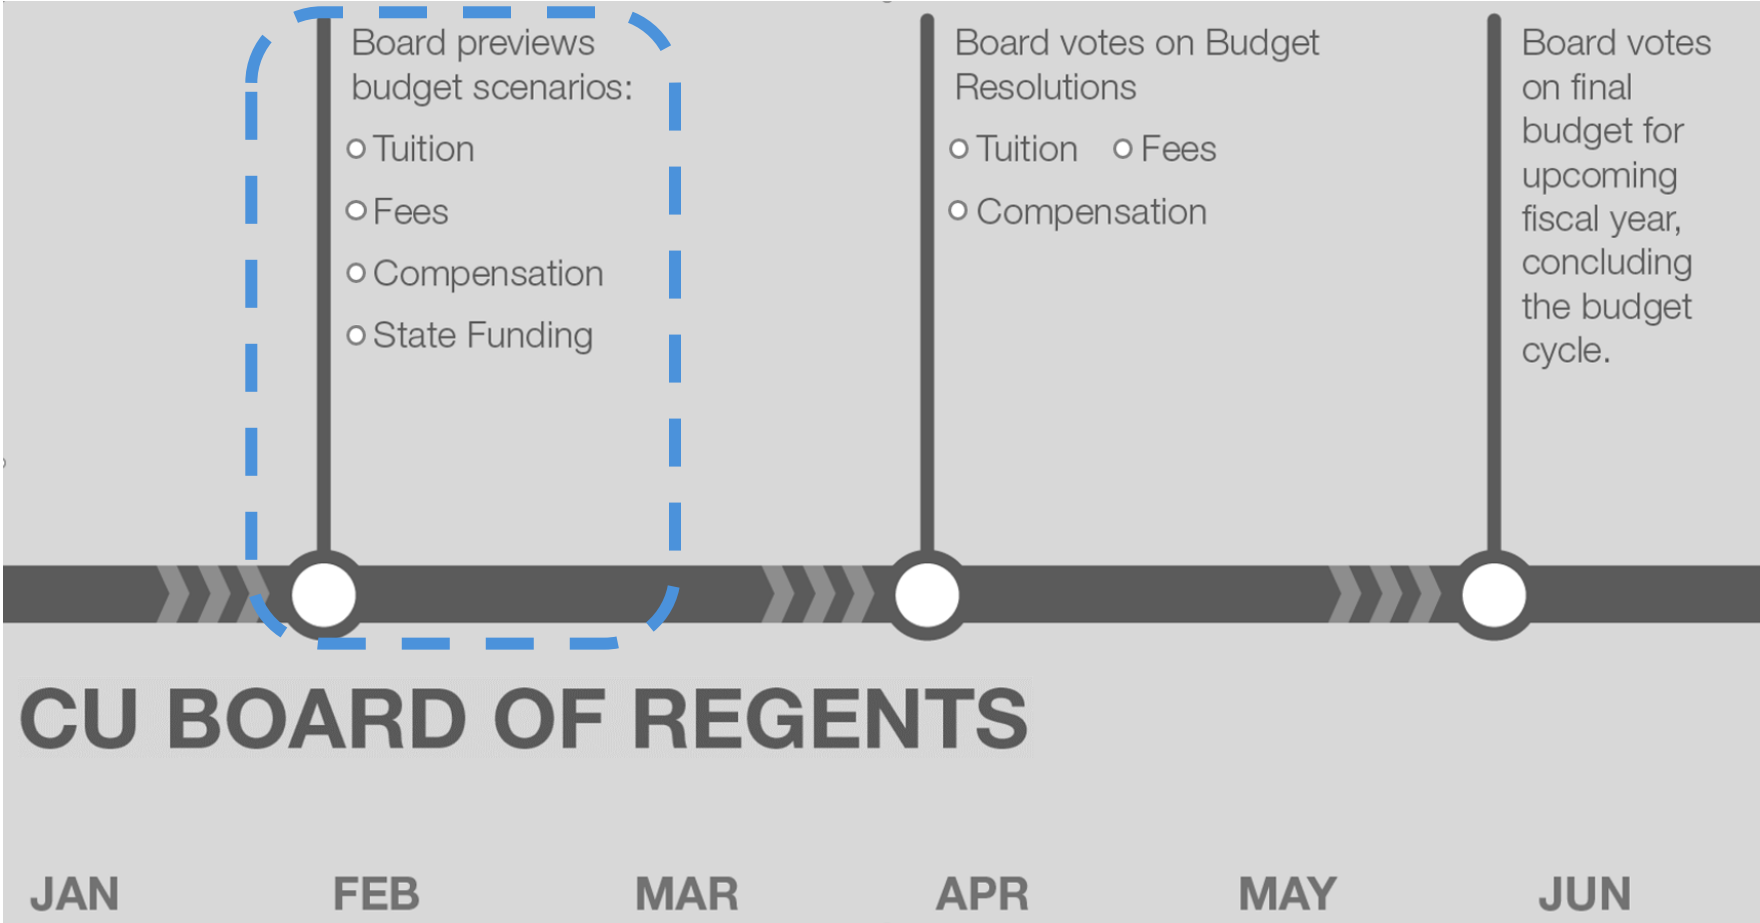 Board previews
budget scenarios:
Tuition
Fees
Compensation
State Funding
Board votes on Budget
Resolutions
Tuition Fees
Compensation
Board votes
on final
budget for
upcoming
fiscal year,
concluding
the budget
cycle.
CU BOARD OF REGENTS
JAN FEB MAR APR MAY JUN